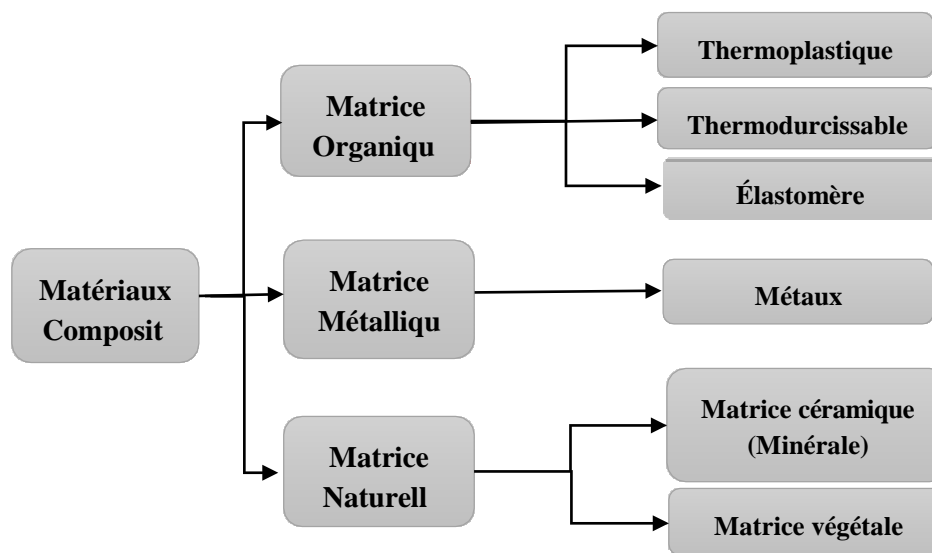 Thermoplastique
Matrice
Organiqu
Thermodurcissable
Élastomère
Matériaux
Composit
Matrice
Métalliqu
Métaux
Matrice céramique
(Minérale)
Matrice
Naturell
Matrice végétale